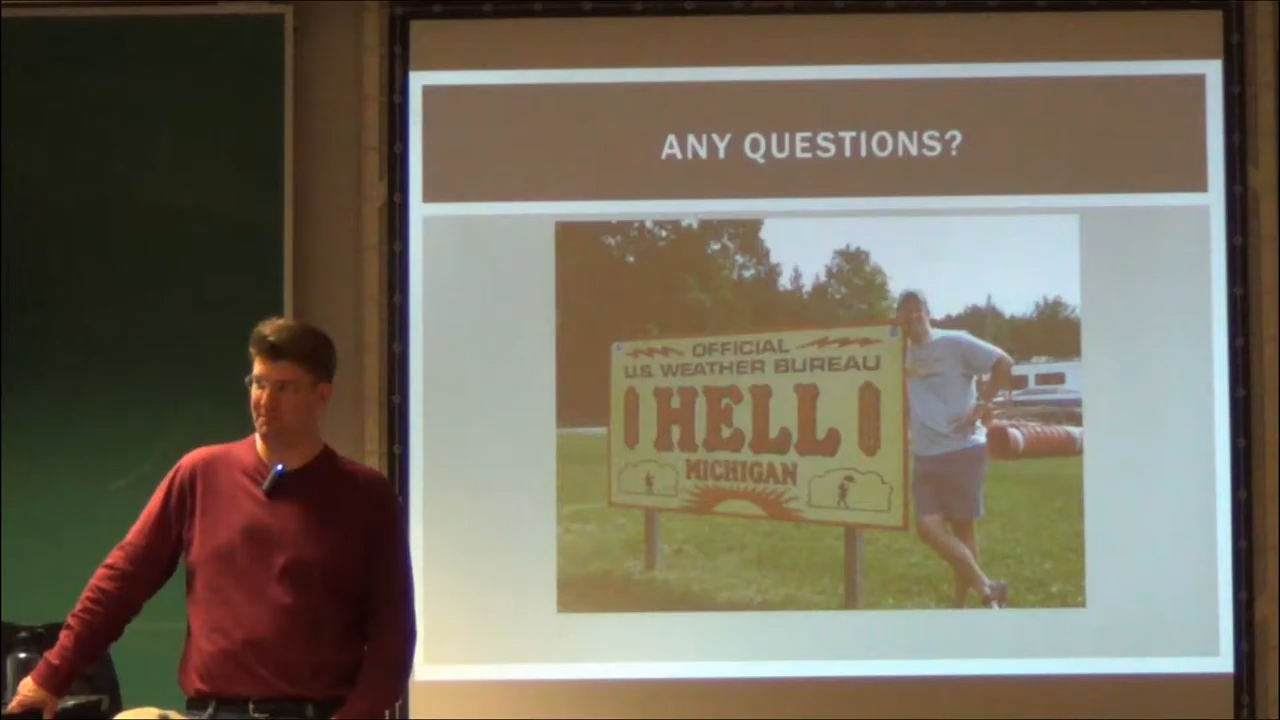 ANY QUESTIONS?
OFFICIAL
U.S. WEATHER BUREAU
HELL
MICHIGAN